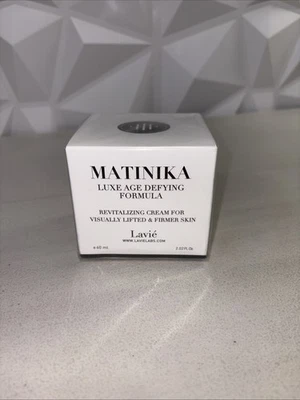 MATINIKA
LUXE AGE DEFYING
FORMULA
REVITALIZING CREAM FOR
VISUALLY LIFTED & FIRMER SKIN
Lavié
WWW.LAVIELABS.COM